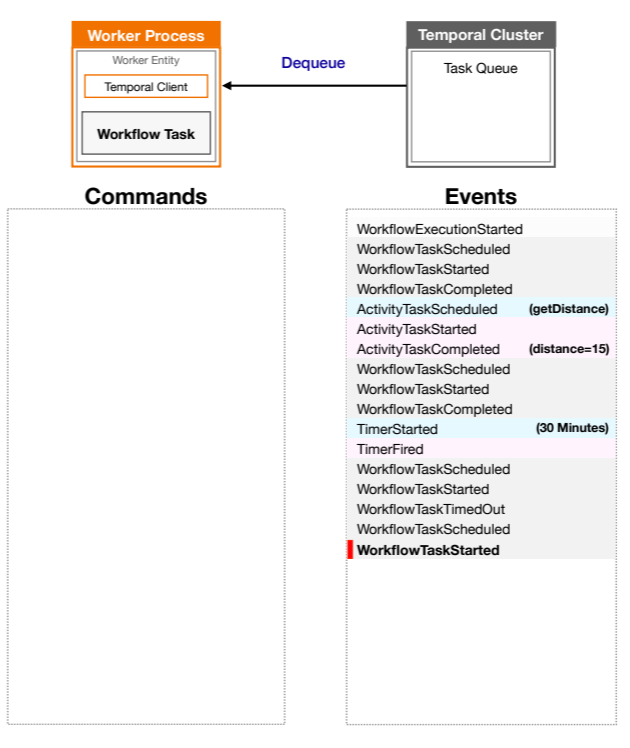 Worker Process
Worker Entity
Temporal Client
Workflow Task
Dequeue
Temporal Cluster
Task Queue
Commands
Events
WorkflowExecutionStarted
WorkflowTaskScheduled
WorkflowTaskStarted
WorkflowTaskCompleted
ActivityTaskScheduled (getDistance)
ActivityTaskStarted
ActivityTaskCompleted (distance=15)
WorkflowTaskScheduled
WorkflowTaskStarted
WorkflowTaskCompleted
TimerStarted (30 Minutes)
TimerFired
WorkflowTaskScheduled
WorkflowTaskStarted
WorkflowTaskTimedOut
WorkflowTaskScheduled
WorkflowTaskStarted